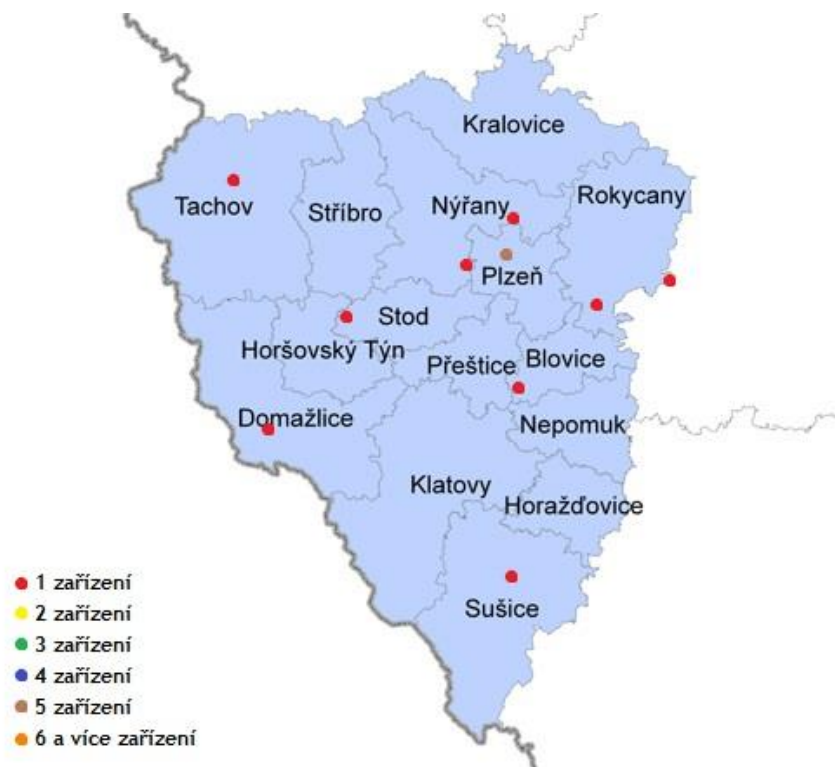 Kralovice
Rokycany
Tachov
Stříbro
Nýřany
Plzeň
Stod
Horšovský Týn
Přeštice
Blovice
Domažlice
Nepomuk
Klatovy
Horažďovice
Sušice
1 zařízení
2 zařízení
3 zařízení
4 zařízení
5 zařízení
6 a více zařízení